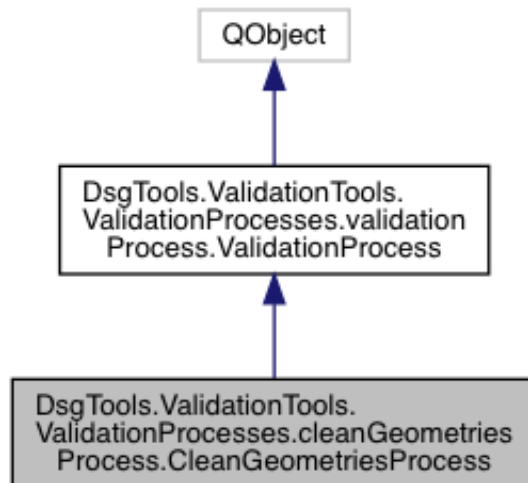 QObject
DsgTools.ValidationTools.
ValidationProcesses.validation
Process.ValidationProcess
DsgTools.ValidationTools.
ValidationProcesses.cleanGeometries
Process.CleanGeometriesProcess